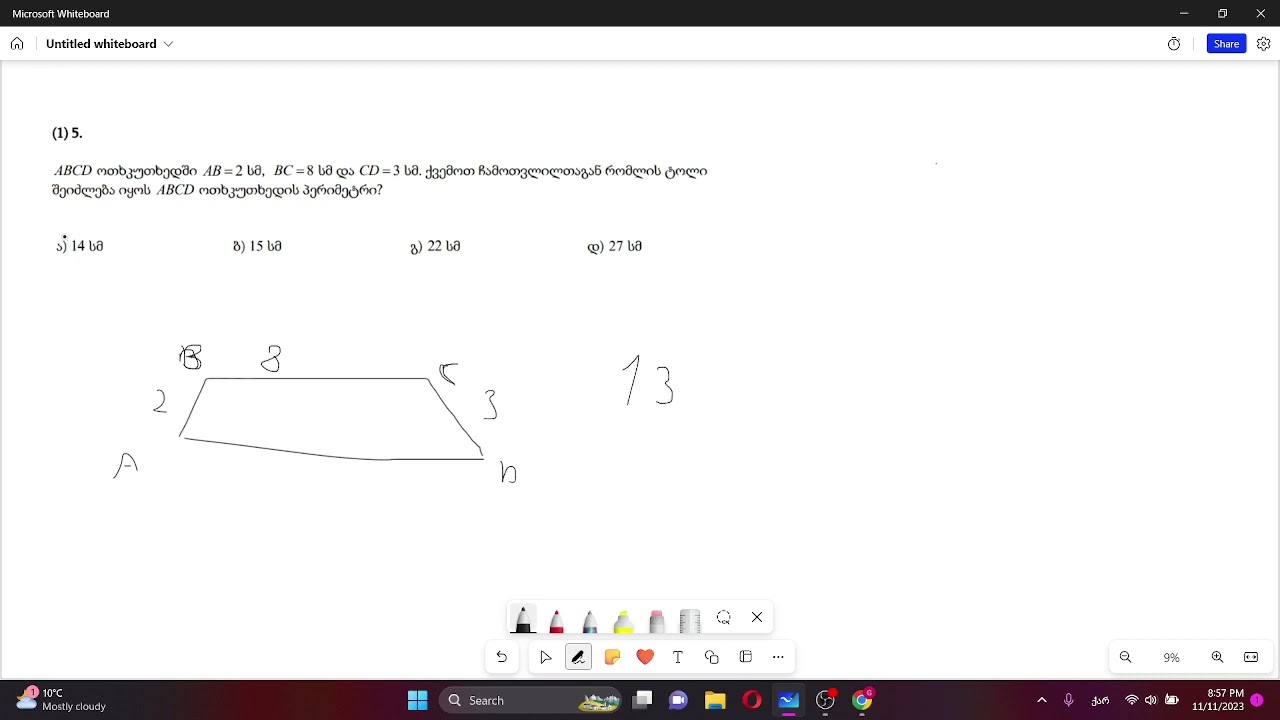 Microsoft Whiteboard
Untitled whiteboard
Share
(1) 5.
ABCD ოთხკუთხედში AB = 2 სმ, BC = 8 სმ და CD = 3 სმ. ქვემოთ ჩამოთვლილთაგან რომლის ტოლი
შეიძლება იყოს ABCD ოთხკუთხედის პერიმეტრი?
ა) 14 სმ ბ) 15 სმ გ) 22 სმ დ) 27 სმ
B 8 C
2 3
13
A D
9%
1 10°C
Mostly cloudy
Search
G
ქარ
8:57 PM
11/11/2023
1